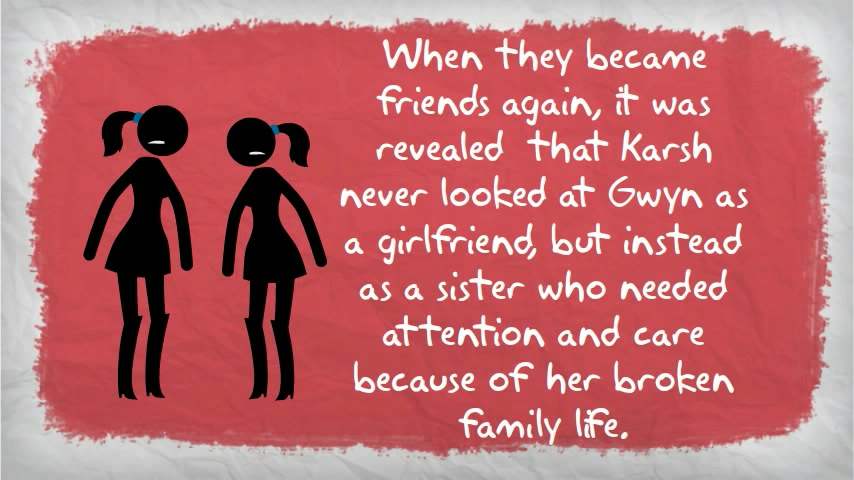 When they became
friends again, it was
revealed that Karsh
never looked at Gwyn as
a girlfriend, but instead
as a sister who needed
attention and care
because of her broken
family life.